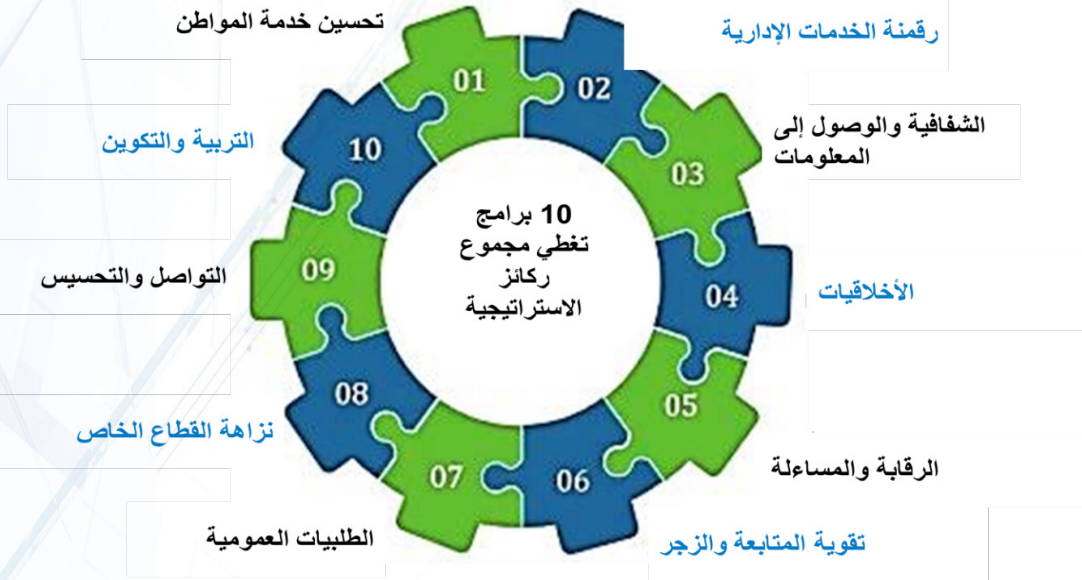 تحسين خدمة المواطن
01
رقمنة الخدمات الإدارية
02
الشفافية والوصول إلى
المعلومات
03
الأخلاقيات
04
الرقابة والمساءلة
05
تقوية المتابعة والزجر
06
الطلبيات العمومية
07
نزاهة القطاع الخاص
08
التواصل والتحسيس
09
التربية والتكوين
10
10 برامج
تغطي مجموع
ركائز
الاستراتيجية